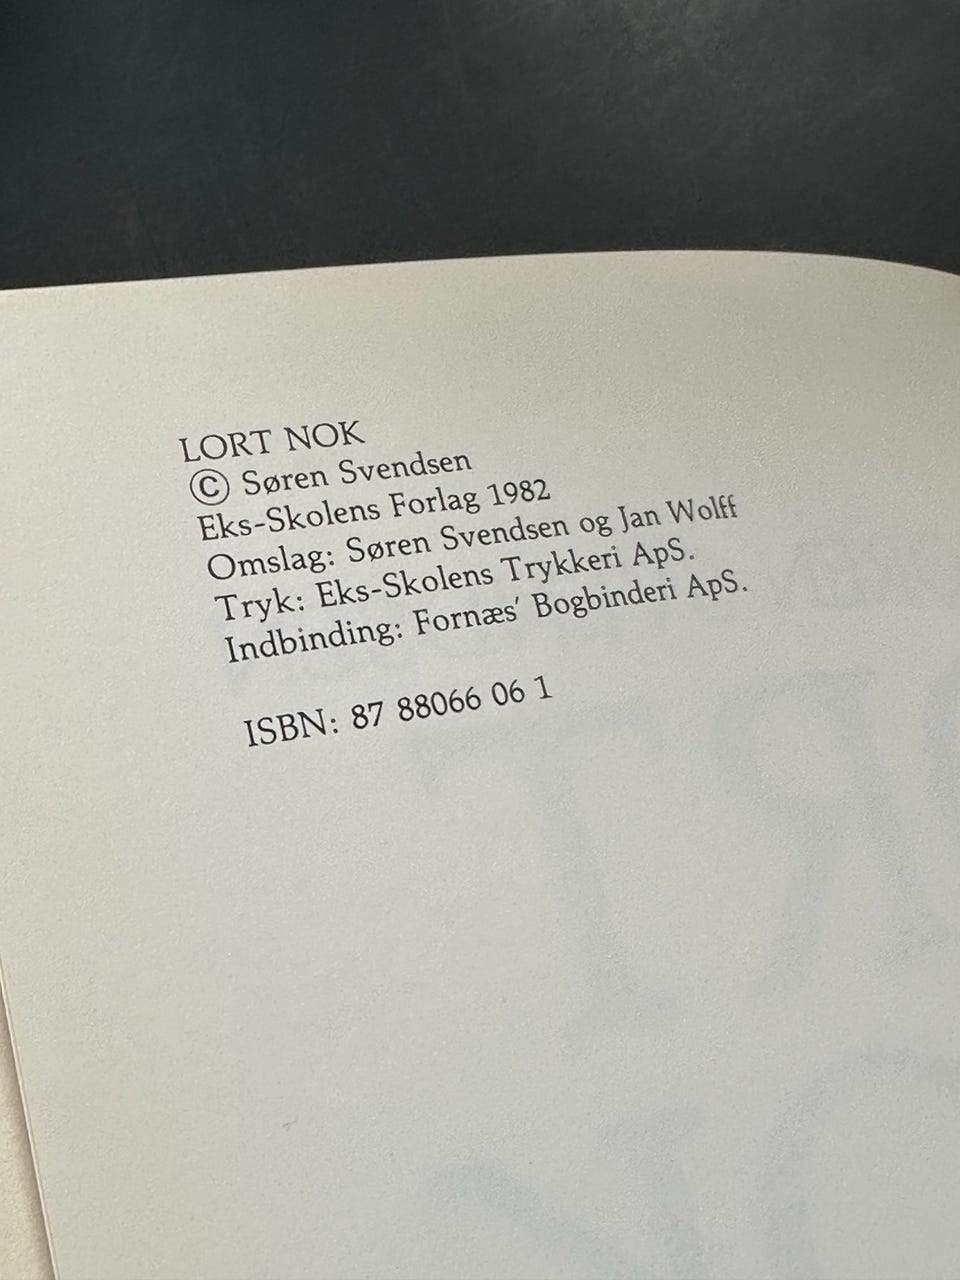 LORT NOK
© Søren Svendsen
Eks-Skolens Forlag 1982
Omslag: Søren Svendsen og Jan Wolff
Tryk: Eks-Skolens Trykkeri ApS.
Indbinding: Fornæs' Bogbinderi ApS.
ISBN: 87 88066 06 1